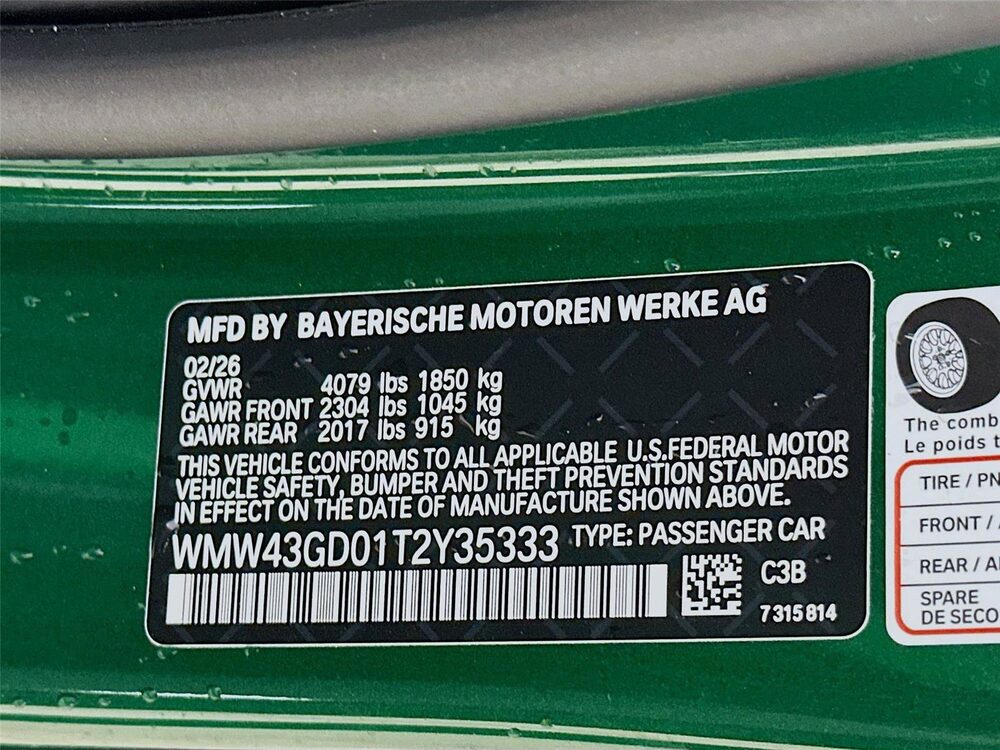 MFD BY BAYERISCHE MOTOREN WERKE AG
02/26
GVWR 4079 lbs 1850 kg
GAWR FRONT 2304 lbs 1045 kg
GAWR REAR 2017 lbs 915 kg
THIS VEHICLE CONFORMS TO ALL APPLICABLE U.S.FEDERAL MOTOR
VEHICLE SAFETY, BUMPER AND THEFT PREVENTION STANDARDS
IN EFFECT ON THE DATE OF MANUFACTURE SHOWN ABOVE.
WMW43GD01T2Y35333 TYPE: PASSENGER CAR
C3B
7315814
The comb
Le poids t
TIRE / PN
FRONT /
REAR / A
SPARE
DE SECO